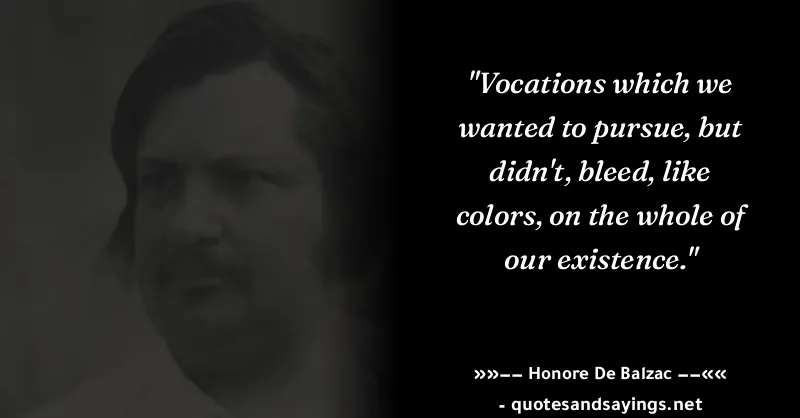 "Vocations which we
wanted to pursue, but
didn't, bleed, like
colors, on the whole of
our existence."
»»—— Honore De Balzac ——««
- quotesandsayings.net